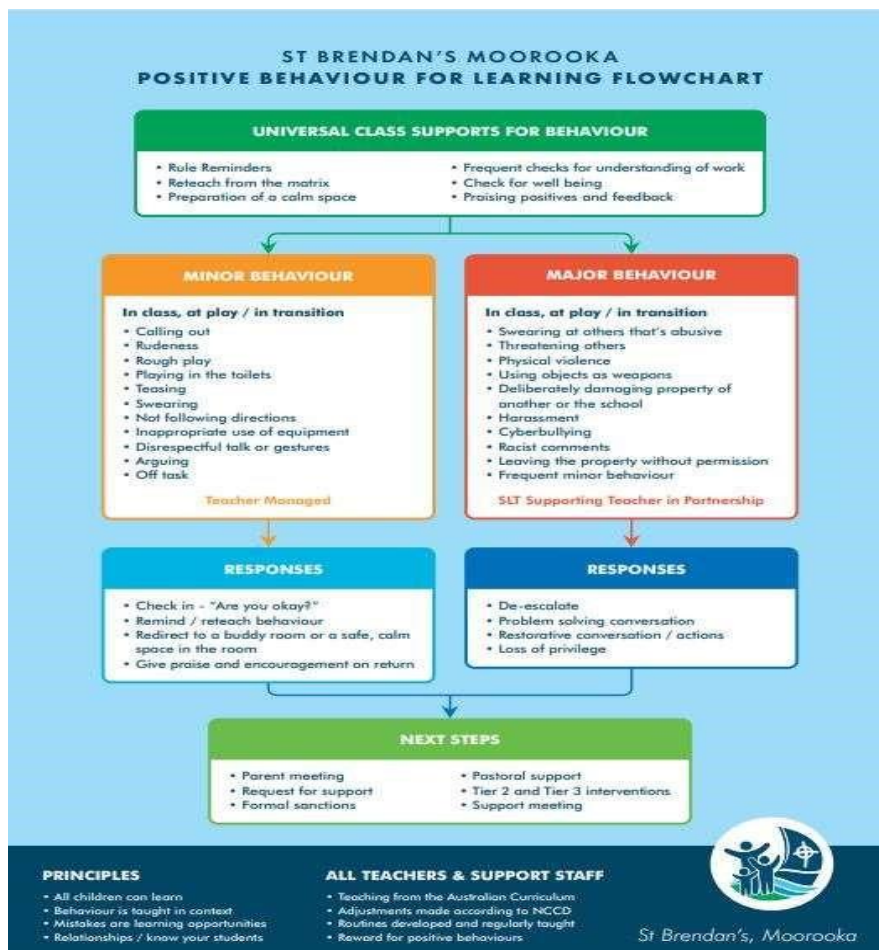 ST BRENDAN'S MOOROOKA
POSITIVE BEHAVIOUR FOR LEARNING FLOWCHART
UNIVERSAL CLASS SUPPORTS FOR BEHAVIOUR
• Rule Reminders
• Reteach from the matrix
• Preparation of a calm space
• Frequent checks for understanding of work
• Check for well being
• Praising positives and feedback
MINOR BEHAVIOUR
In class, at play / in transition
• Calling out
• Rudeness
• Rough play
• Playing in the toilets
• Teasing
• Swearing
• Not following directions
• Inappropriate use of equipment
• Disrespectful talk or gestures
• Arguing
• Off task
Teacher Managed
MAJOR BEHAVIOUR
In class, at play / in transition
• Swearing at others that's abusive
• Threatening others
• Physical violence
• Using objects as weapons
• Deliberately damaging property of
another or the school
• Harassment
• Cyberbullying
• Racist comments
• Leaving the property without permission
• Frequent minor behaviour
SLT Supporting Teacher in Partnership
RESPONSES
• Check in - "Are you okay?"
• Remind / reteach behaviour
• Redirect to a buddy room or a safe, calm
space in the room
• Give praise and encouragement on return
RESPONSES
• De-escalate
• Problem solving conversation
• Restorative conversation / actions
• Loss of privilege
NEXT STEPS
• Parent meeting
• Request for support
• Formal sanctions
• Pastoral support
• Tier 2 and Tier 3 interventions
• Support meeting
PRINCIPLES
• All children can learn
• Behaviour is taught in context
• Mistakes are learning opportunities
• Relationships / know your students
ALL TEACHERS & SUPPORT STAFF
• Teaching from the Australian Curriculum
• Adjustments made according to NCCD
• Routines developed and regularly taught
• Reward for positive behaviours
St Brendan's, Moorooka